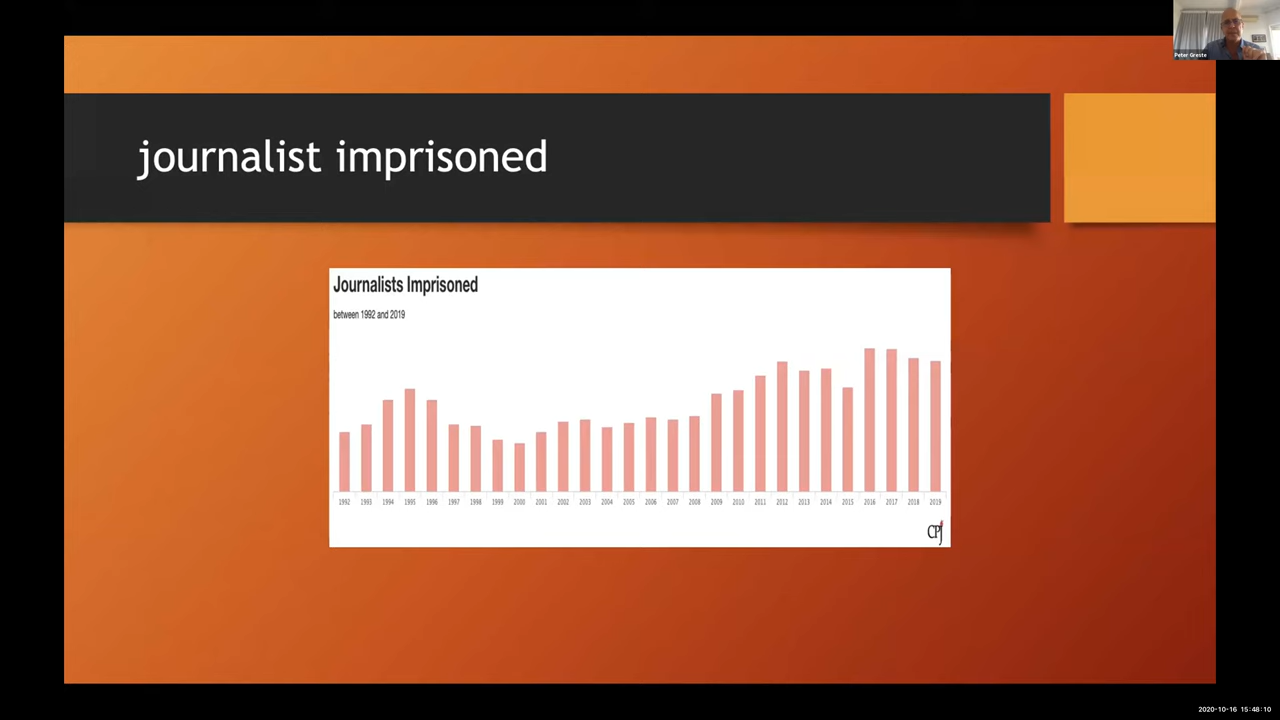 Peter Greste
journalist imprisoned
Journalists Imprisoned
between 1992 and 2019
1992 1993 1994 1995 1996 1997 1998 1999 2000 2001 2002 2003 2004 2005 2006 2007 2008 2009 2010 2011 2012 2013 2014 2015 2016 2017 2018 2019
CPJ
2020-10-16 15:48:10